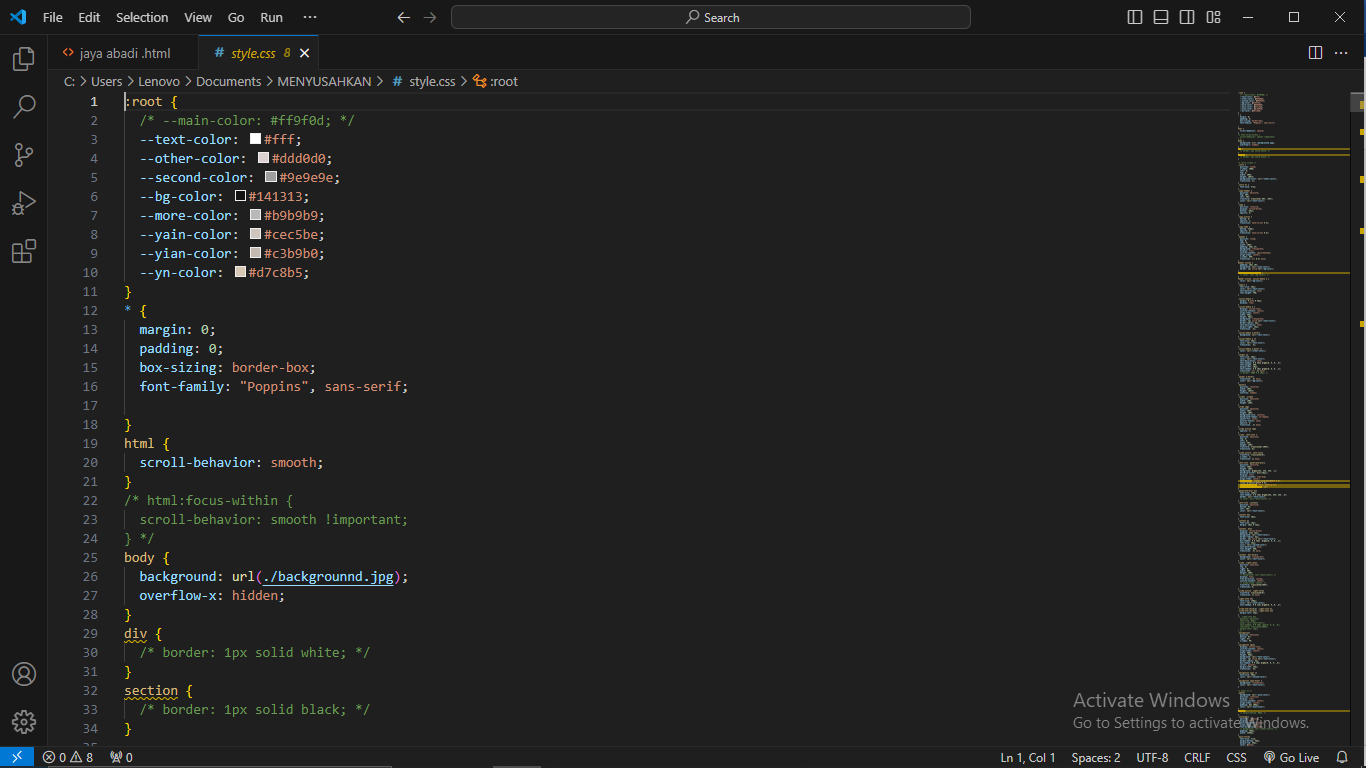 File Edit Selection View Go Run ··· Search
jaya abadi .html # style.css 8
C: > Users > Lenovo > Documents > MENYUSAHKAN > # style.css > :root
1 :root {
2 /* --main-color: #ff9f0d; */
3 --text-color: #fff;
4 --other-color: #ddd0d0;
5 --second-color: #9e9e9e;
6 --bg-color: #141313;
7 --more-color: #b9b9b9;
8 --yain-color: #cec5be;
9 --yian-color: #c3b9b0;
10 --yn-color: #d7c8b5;
11 }
12 * {
13 margin: 0;
14 padding: 0;
15 box-sizing: border-box;
16 font-family: "Poppins", sans-serif;
17
18 }
19 html {
20 scroll-behavior: smooth;
21 }
22 /* html:focus-within {
23 scroll-behavior: smooth !important;
24 } */
25 body {
26 background: url(./backgrounnd.jpg);
27 overflow-x: hidden;
28 }
29 div {
30 /* border: 1px solid white; */
31 }
32 section {
33 /* border: 1px solid black; */
34 }
Activate Windows
Go to Settings to activate Windows.
0 8 0 Ln 1, Col 1 Spaces: 2 UTF-8 CRLF CSS Go Live